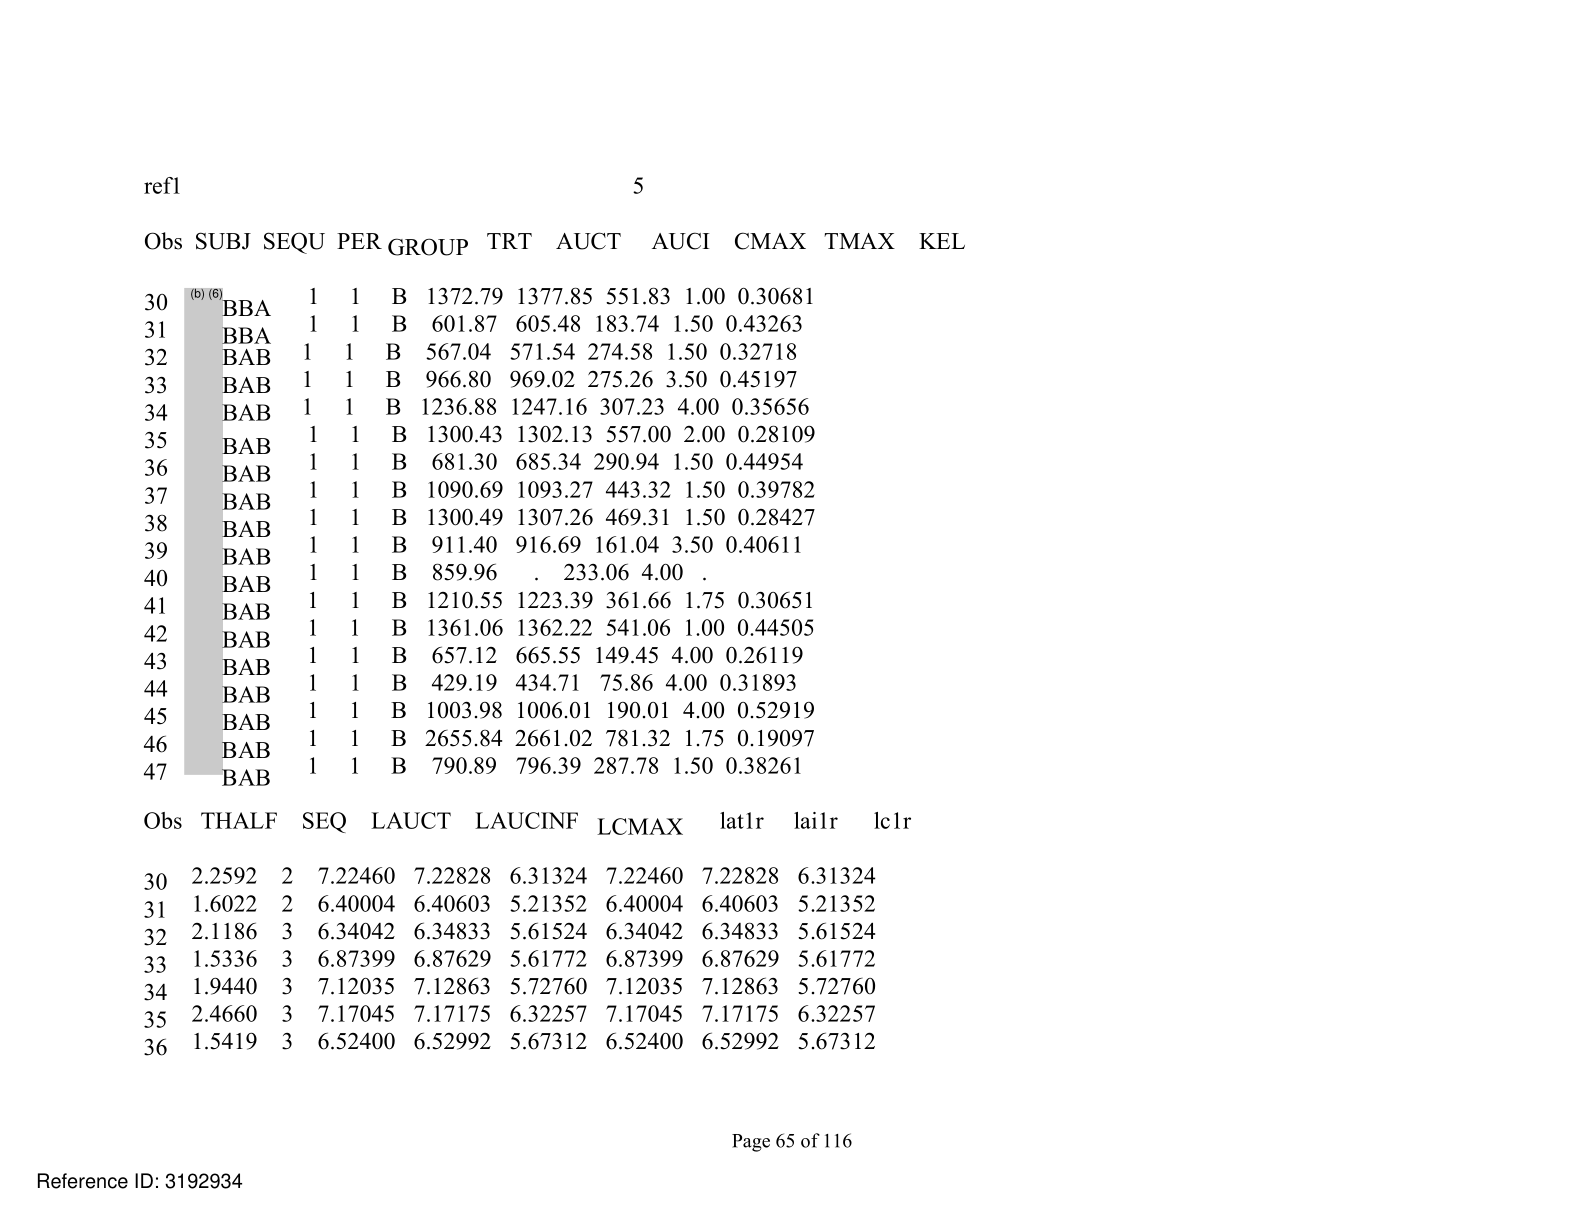 ref1 5
Obs SUBJ SEQU PER GROUP TRT AUCT AUCI CMAX TMAX KEL
30 (b) (6) BBA 1 1 B 1372.79 1377.85 551.83 1.00 0.30681
31 BBA 1 1 B 601.87 605.48 183.74 1.50 0.43263
32 BAB 1 1 B 567.04 571.54 274.58 1.50 0.32718
33 BAB 1 1 B 966.80 969.02 275.26 3.50 0.45197
34 BAB 1 1 B 1236.88 1247.16 307.23 4.00 0.35656
35 BAB 1 1 B 1300.43 1302.13 557.00 2.00 0.28109
36 BAB 1 1 B 681.30 685.34 290.94 1.50 0.44954
37 BAB 1 1 B 1090.69 1093.27 443.32 1.50 0.39782
38 BAB 1 1 B 1300.49 1307.26 469.31 1.50 0.28427
39 BAB 1 1 B 911.40 916.69 161.04 3.50 0.40611
40 BAB 1 1 B 859.96 . 233.06 4.00 .
41 BAB 1 1 B 1210.55 1223.39 361.66 1.75 0.30651
42 BAB 1 1 B 1361.06 1362.22 541.06 1.00 0.44505
43 BAB 1 1 B 657.12 665.55 149.45 4.00 0.26119
44 BAB 1 1 B 429.19 434.71 75.86 4.00 0.31893
45 BAB 1 1 B 1003.98 1006.01 190.01 4.00 0.52919
46 BAB 1 1 B 2655.84 2661.02 781.32 1.75 0.19097
47 BAB 1 1 B 790.89 796.39 287.78 1.50 0.38261
Obs THALF SEQ LAUCT LAUCINF LCMAX lat1r lai1r lc1r
30 2.2592 2 7.22460 7.22828 6.31324 7.22460 7.22828 6.31324
31 1.6022 2 6.40004 6.40603 5.21352 6.40004 6.40603 5.21352
32 2.1186 3 6.34042 6.34833 5.61524 6.34042 6.34833 5.61524
33 1.5336 3 6.87399 6.87629 5.61772 6.87399 6.87629 5.61772
34 1.9440 3 7.12035 7.12863 5.72760 7.12035 7.12863 5.72760
35 2.4660 3 7.17045 7.17175 6.32257 7.17045 7.17175 6.32257
36 1.5419 3 6.52400 6.52992 5.67312 6.52400 6.52992 5.67312
Page 65 of 116
Reference ID: 3192934